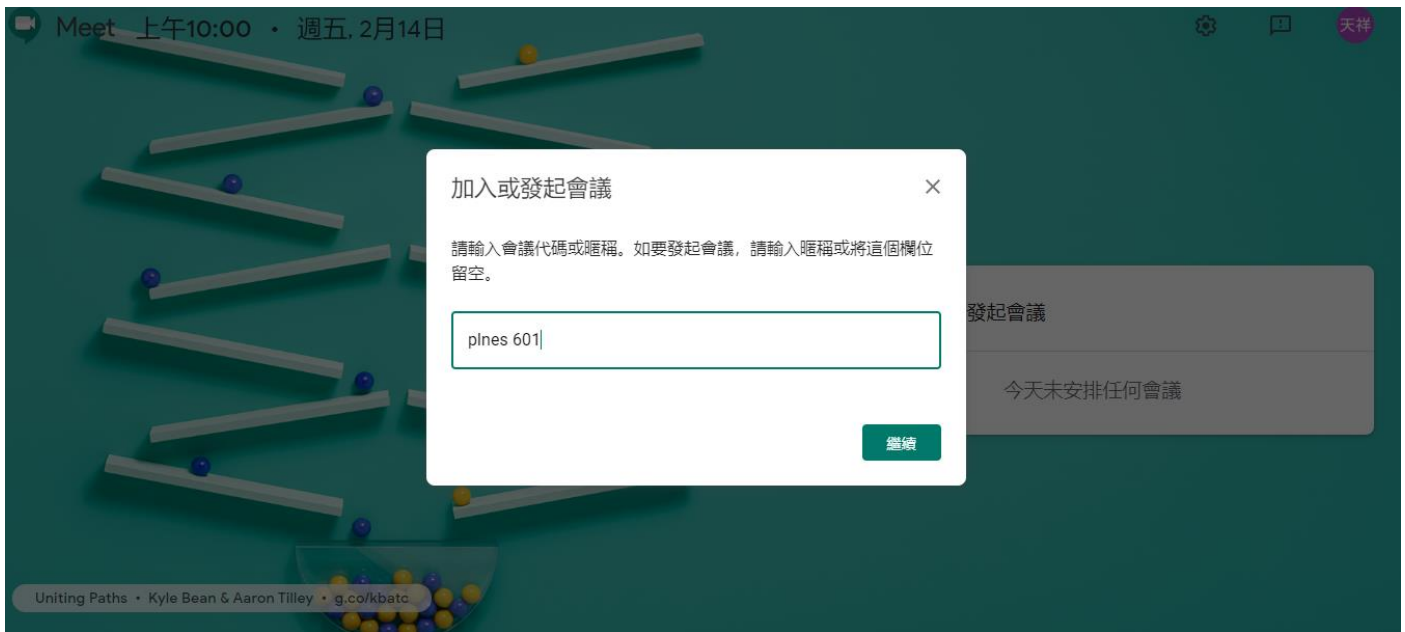 Meet 上午10:00 • 週五, 2月14日
天祥
加入或發起會議
請輸入會議代碼或暱稱。如要發起會議，請輸入暱稱或將這個欄位
留空。
plnes 601
繼續
發起會議
今天未安排任何會議
Uniting Paths • Kyle Bean & Aaron Tilley • g.co/kbatc